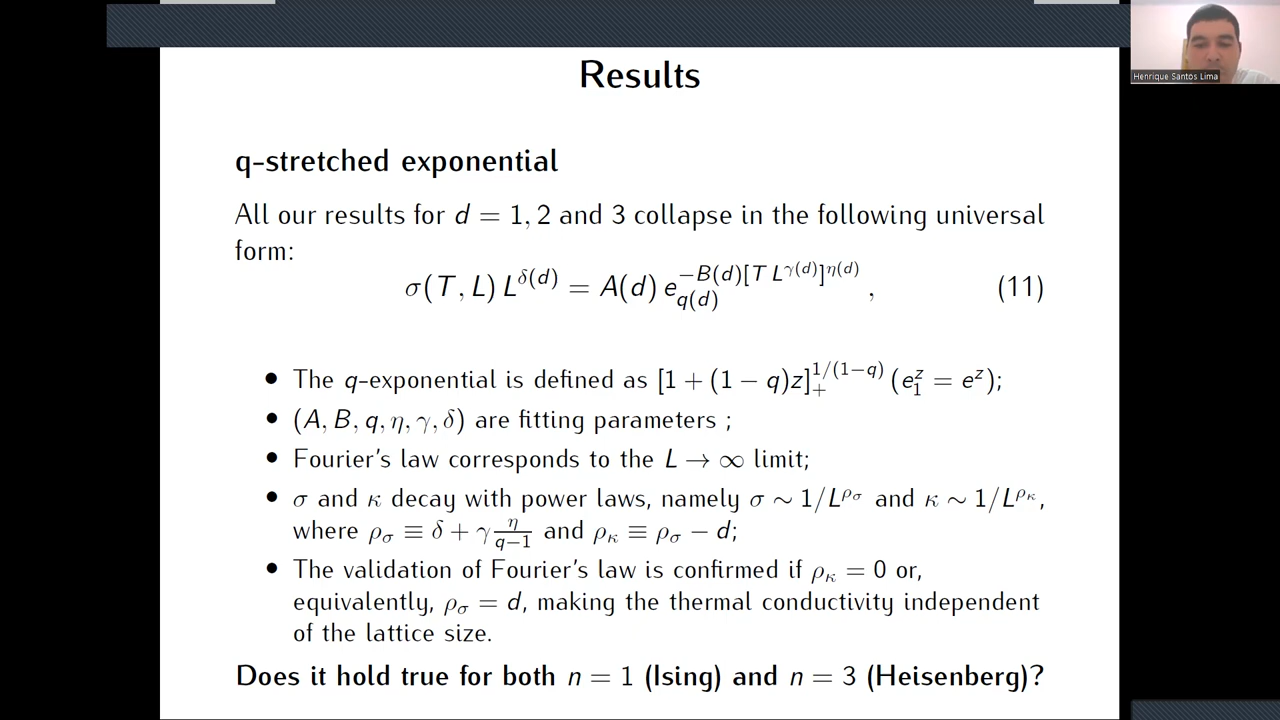 Results
Henrique Santos Lima
q-stretched exponential
All our results for d = 1, 2 and 3 collapse in the following universal
form:
σ(T, L) L^{δ(d)} = A(d) e_{q(d)}^{−B(d)[T L^{γ(d)}]^{η(d)}} , (11)
• The q-exponential is defined as [1 + (1 − q)z]_+^{1/(1−q)} (e_1^z = e^z);
• (A, B, q, η, γ, δ) are fitting parameters ;
• Fourier's law corresponds to the L → ∞ limit;
• σ and κ decay with power laws, namely σ ∼ 1/L^{ρ_σ} and κ ∼ 1/L^{ρ_κ},
where ρ_σ ≡ δ + γ \frac{η}{q−1} and ρ_κ ≡ ρ_σ − d;
• The validation of Fourier's law is confirmed if ρ_κ = 0 or,
equivalently, ρ_σ = d, making the thermal conductivity independent
of the lattice size.
Does it hold true for both n = 1 (Ising) and n = 3 (Heisenberg)?